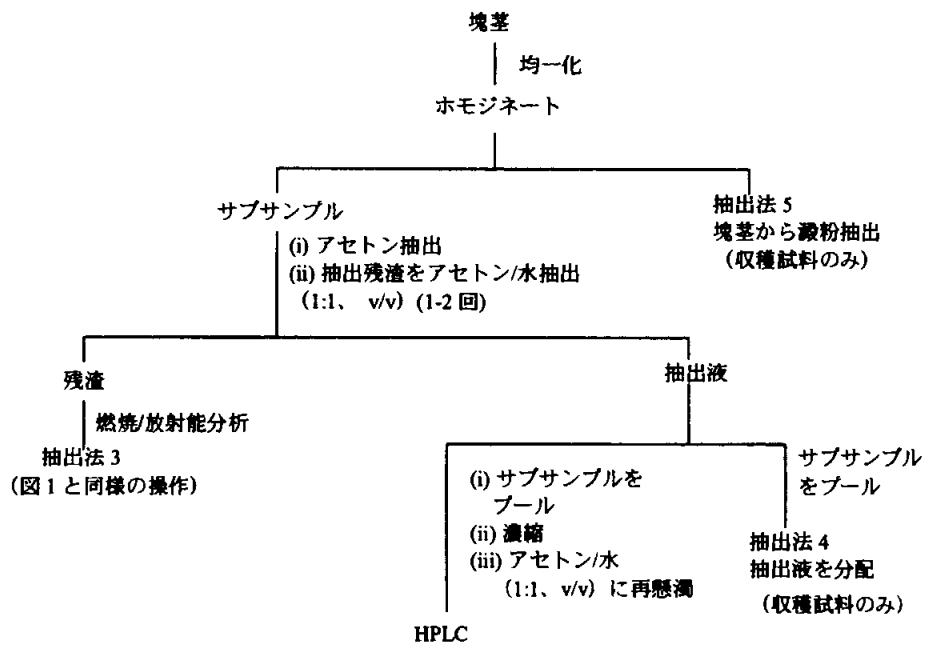 塊茎
均一化
ホモジネート
サブサンプル
(i) アセトン抽出
(ii) 抽出残渣をアセトン/水抽出
（1:1、 v/v）(1-2 回)
抽出法 5
塊茎から澱粉抽出
（収穫試料のみ）
残渣
燃焼/放射能分析
抽出法 3
（図 1 と同様の操作）
抽出液
(i) サブサンプルを
プール
(ii) 濃縮
(iii) アセトン/水
（1:1、v/v）に再懸濁
HPLC
サブサンプル
をプール
抽出法 4
抽出液を分配
（収穫試料のみ）